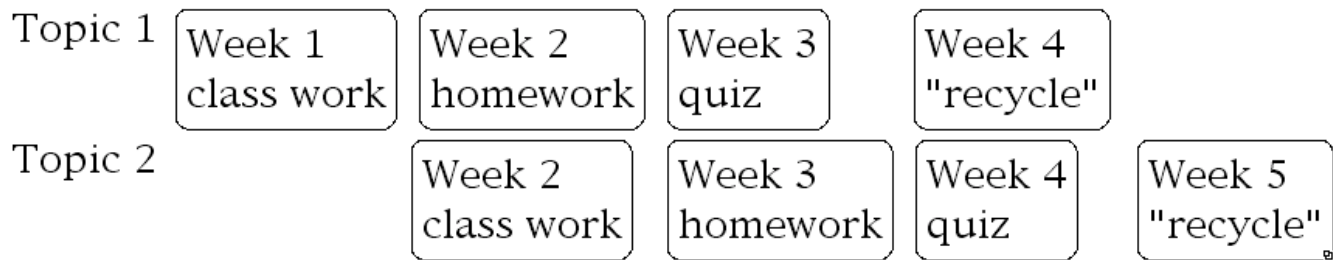 Topic 1
Week 1
class work
Week 2
homework
Week 3
quiz
Week 4
"recycle"
Topic 2
Week 2
class work
Week 3
homework
Week 4
quiz
Week 5
"recycle"